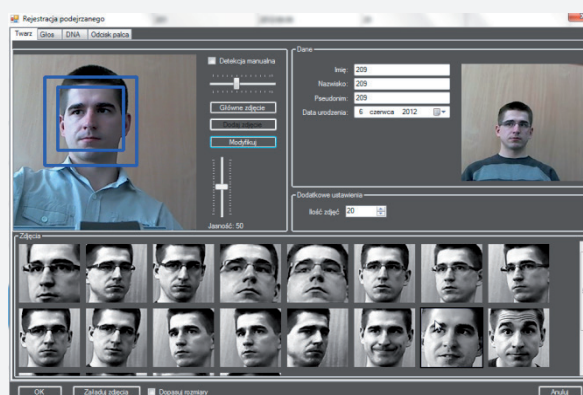 Rejestracja podejrzanego
Twarz Głos DNA Odcisk palca
Detekcja manualna
Główne zdjęcie
Dodaj zdjęcie
Modyfikuj
Jasność: 50
Dane
Imię: 209
Nazwisko: 209
Pseudonim: 209
Data urodzenia: 6 czerwca 2012
Dodatkowe ustawienia
Ilość zdjęć 20
Zdjęcia
OK Załaduj zdjęcia Dopasuj rozmiary Anuluj